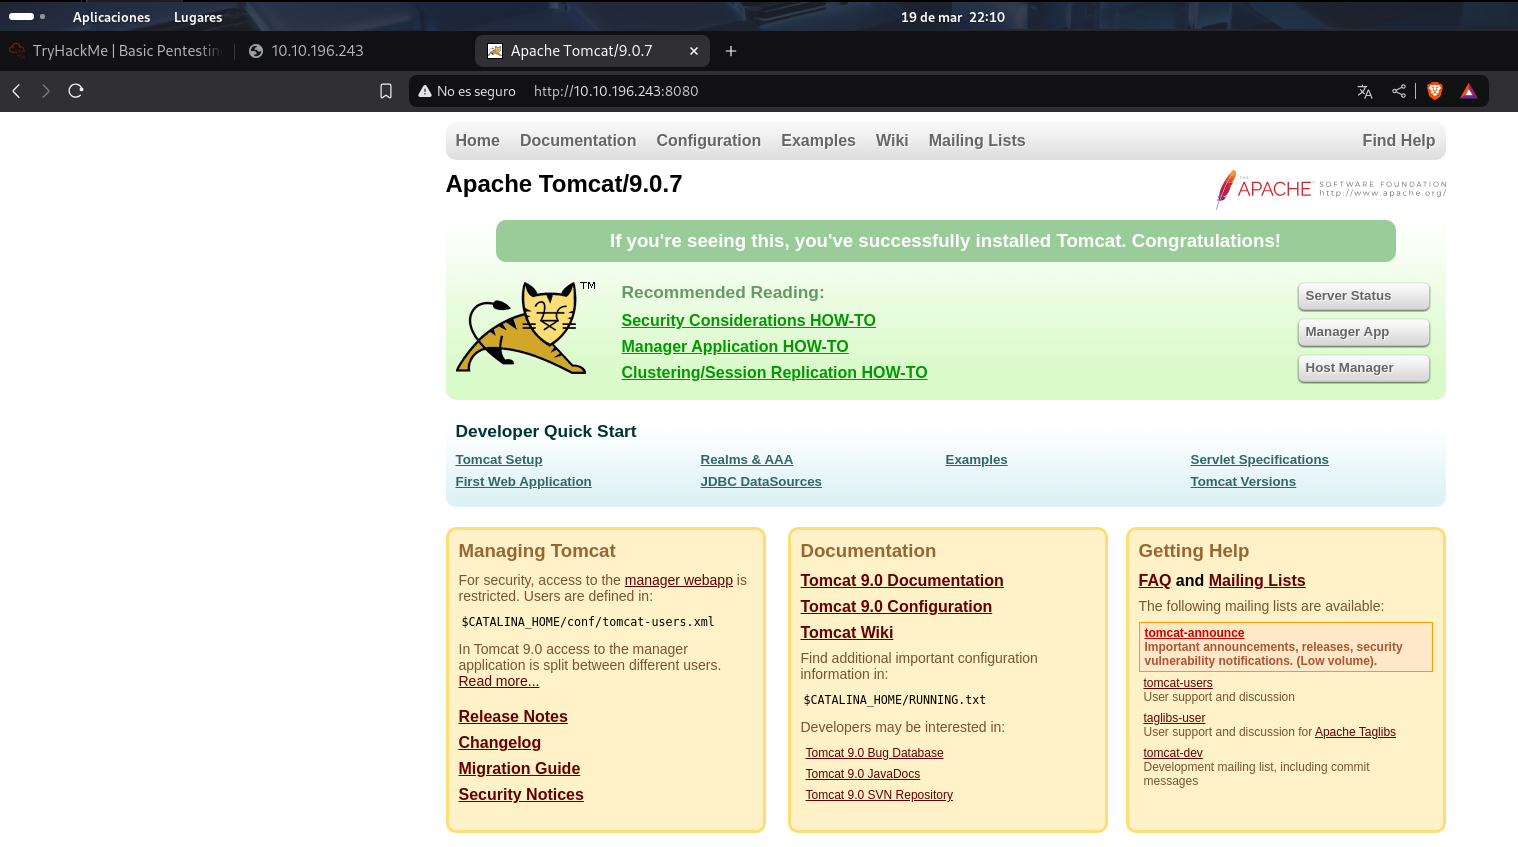 Aplicaciones Lugares 19 de mar 22:10
TryHackMe | Basic Pentesting 10.10.196.243 Apache Tomcat/9.0.7
No es seguro http://10.10.196.243:8080
Home Documentation Configuration Examples Wiki Mailing Lists Find Help
Apache Tomcat/9.0.7
THE APACHE SOFTWARE FOUNDATION
http://www.apache.org/
If you're seeing this, you've successfully installed Tomcat. Congratulations!
TM
Recommended Reading:
Security Considerations HOW-TO
Manager Application HOW-TO
Clustering/Session Replication HOW-TO
Server Status
Manager App
Host Manager
Developer Quick Start
Tomcat Setup
First Web Application
Realms & AAA
JDBC DataSources
Examples
Servlet Specifications
Tomcat Versions
Managing Tomcat
For security, access to the manager webapp is
restricted. Users are defined in:
$CATALINA_HOME/conf/tomcat-users.xml
In Tomcat 9.0 access to the manager
application is split between different users.
Read more...
Release Notes
Changelog
Migration Guide
Security Notices
Documentation
Tomcat 9.0 Documentation
Tomcat 9.0 Configuration
Tomcat Wiki
Find additional important configuration
information in:
$CATALINA_HOME/RUNNING.txt
Developers may be interested in:
Tomcat 9.0 Bug Database
Tomcat 9.0 JavaDocs
Tomcat 9.0 SVN Repository
Getting Help
FAQ and Mailing Lists
The following mailing lists are available:
tomcat-announce
Important announcements, releases, security
vulnerability notifications. (Low volume).
tomcat-users
User support and discussion
taglibs-user
User support and discussion for Apache Taglibs
tomcat-dev
Development mailing list, including commit
messages